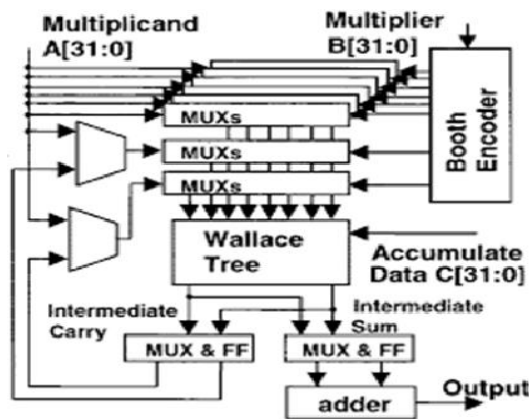 Multiplicand
A[31:0]
Multiplier
B[31:0]
MUXs
MUXs
MUXs
Booth
Encoder
Wallace
Tree
Accumulate
Data C[31:0]
Intermediate
Carry
Intermediate
Sum
MUX & FF
MUX & FF
adder
Output